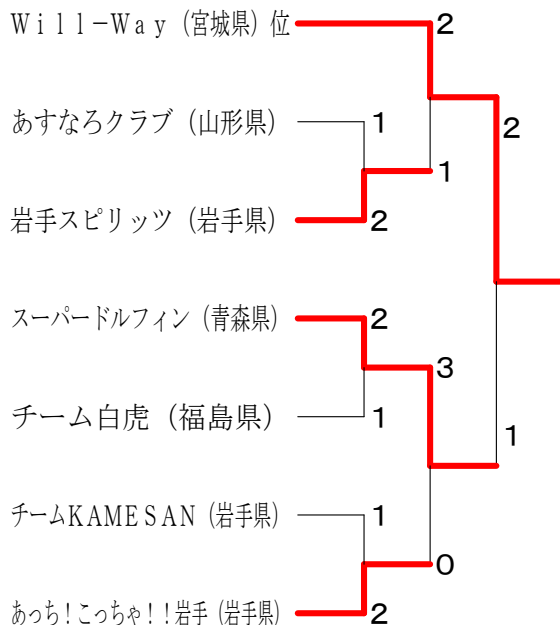 Ｗｉｌｌ−Ｗａｙ（宮城県）位 2
2
あすなろクラブ（山形県） 1
1
岩手スピリッツ（岩手県） 2
スーパードルフィン（青森県） 2
3
チーム白虎（福島県） 1
1
チームＫＡＭＥＳＡＮ（岩手県） 1
0
あっち！こっちゃ！！岩手（岩手県） 2